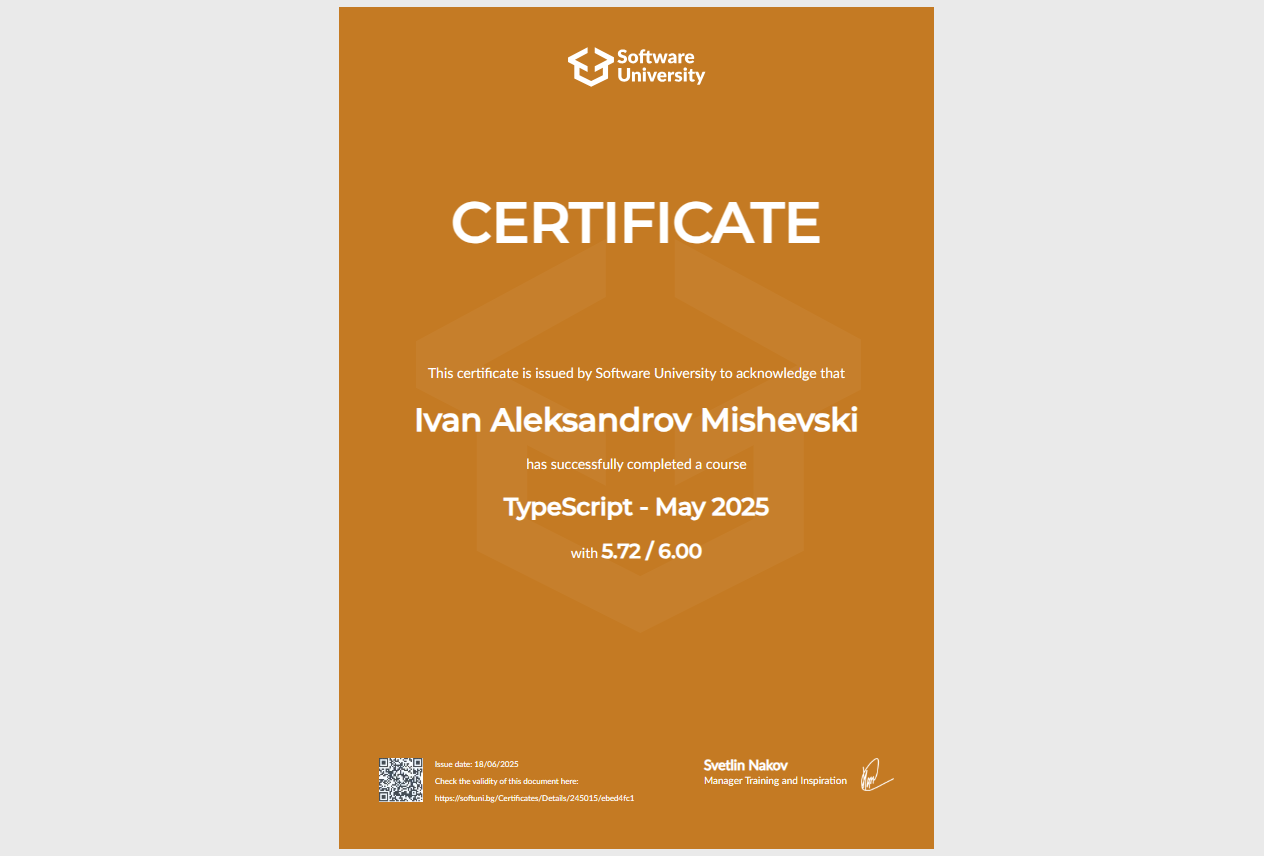 Software
University
CERTIFICATE
This certificate is issued by Software University to acknowledge that
Ivan Aleksandrov Mishevski
has successfully completed a course
TypeScript - May 2025
with 5.72 / 6.00
Issue date: 18/06/2025
Check the validity of this document here:
https://softuni.bg/Certificates/Details/245015/ebed4fc1
Svetlin Nakov
Manager Training and Inspiration